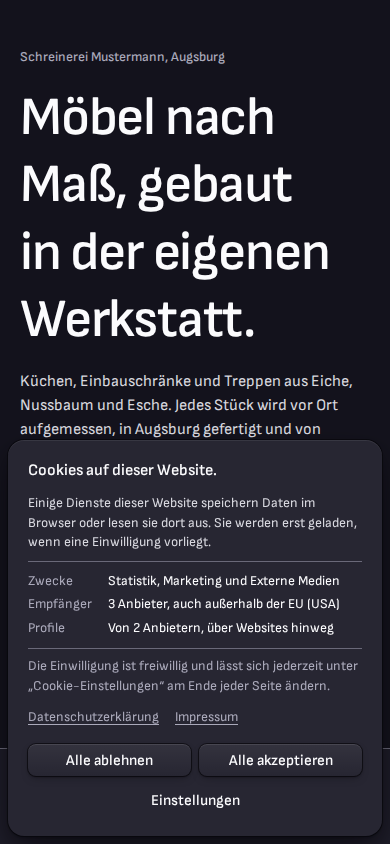 Schreinerei Mustermann, Augsburg
Möbel nach
Maß, gebaut
in der eigenen
Werkstatt.
Küchen, Einbauschränke und Treppen aus Eiche,
Nussbaum und Esche. Jedes Stück wird vor Ort
aufgemessen, in Augsburg gefertigt und von
Cookies auf dieser Website.
Einige Dienste dieser Website speichern Daten im
Browser oder lesen sie dort aus. Sie werden erst geladen,
wenn eine Einwilligung vorliegt.
Zwecke Statistik, Marketing und Externe Medien
Empfänger 3 Anbieter, auch außerhalb der EU (USA)
Profile Von 2 Anbietern, über Websites hinweg
Die Einwilligung ist freiwillig und lässt sich jederzeit unter
„Cookie-Einstellungen“ am Ende jeder Seite ändern.
Datenschutzerklärung Impressum
Alle ablehnen Alle akzeptieren
Einstellungen